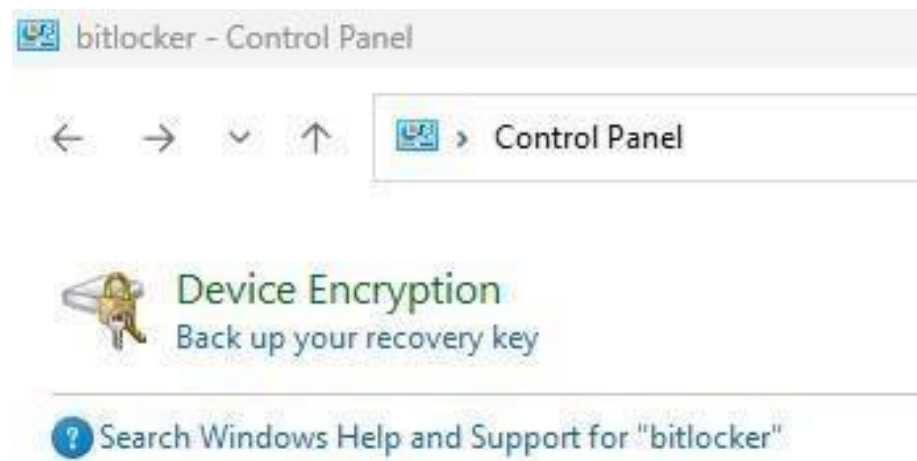 bitlocker - Control Panel
Control Panel
Device Encryption
Back up your recovery key
Search Windows Help and Support for "bitlocker"